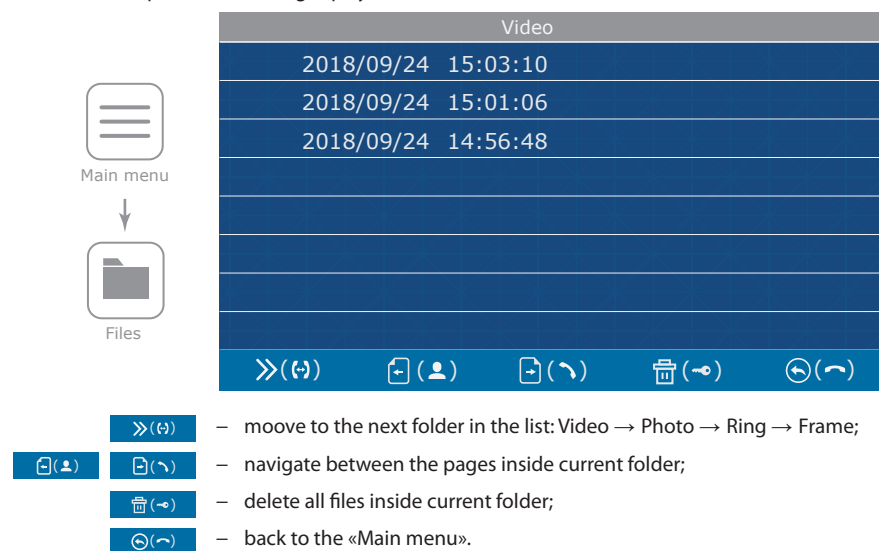 Video
2018/09/24 15:03:10
2018/09/24 15:01:06
2018/09/24 14:56:48
Main menu
Files
– moove to the next folder in the list: Video → Photo → Ring → Frame;
– navigate between the pages inside current folder;
– delete all files inside current folder;
– back to the «Main menu».